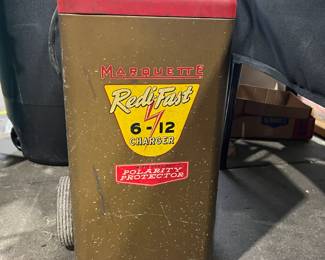 MARQUETTE
Redi-Fast
6-12
CHARGER
POLARITY
PROTECTOR